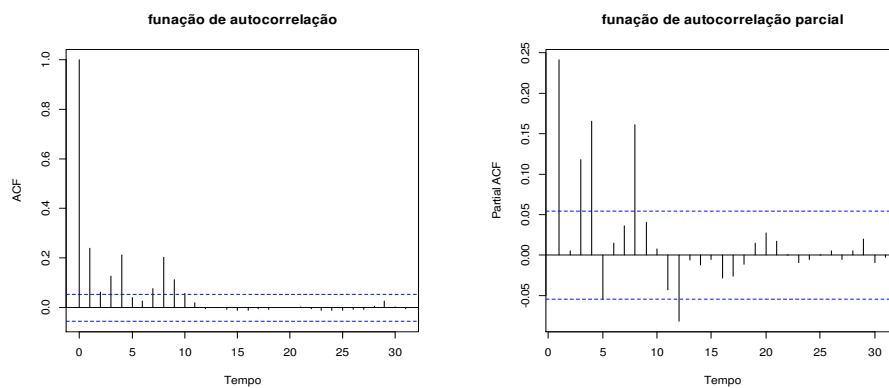 funação de autocorrelação
ACF
1.0
0.8
0.6
0.4
0.2
0.0
0 5 10 15 20 25 30
Tempo
funação de autocorrelação parcial
Partial ACF
0.25
0.20
0.15
0.10
0.05
0.00
-0.05
0 5 10 15 20 25 30
Tempo